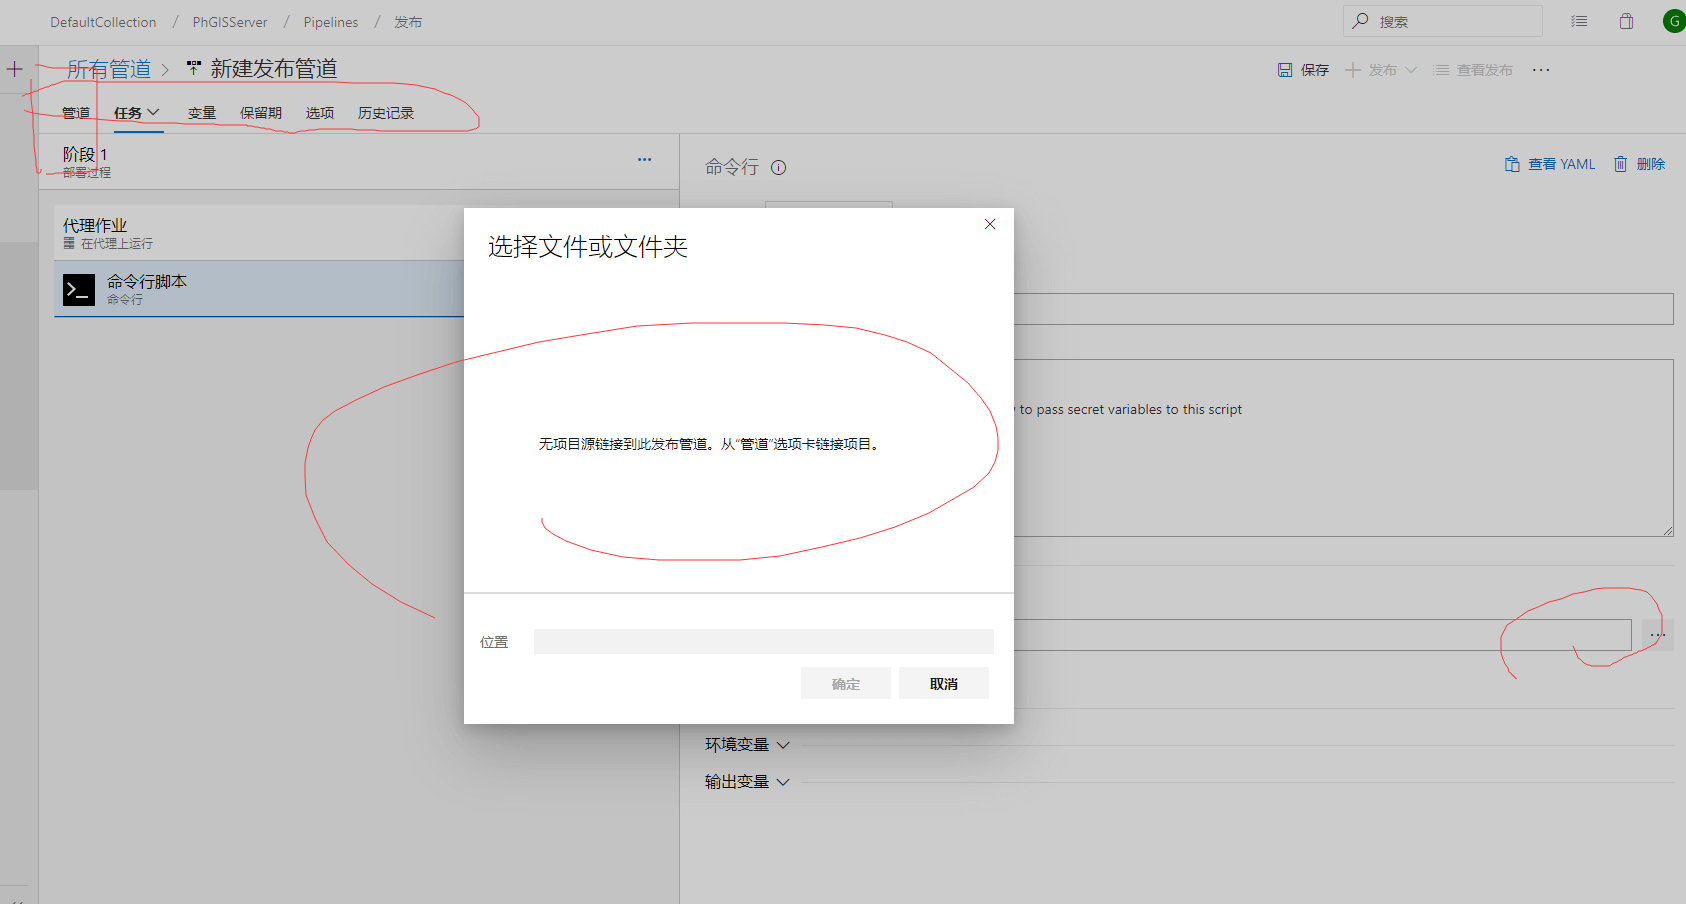 DefaultCollection / PhGISServer / Pipelines / 发布
搜索
G
所有管道 > 新建发布管道
保存 发布 查看发布 ...
管道 任务 变量 保留期 选项 历史记录
阶段 1
部署过程
...
命令行
查看 YAML 删除
代理作业
在代理上运行
命令行脚本
命令行
选择文件或文件夹
to pass secret variables to this script
无项目源链接到此发布管道。从“管道”选项卡链接项目。
...
位置
确定 取消
环境变量
输出变量